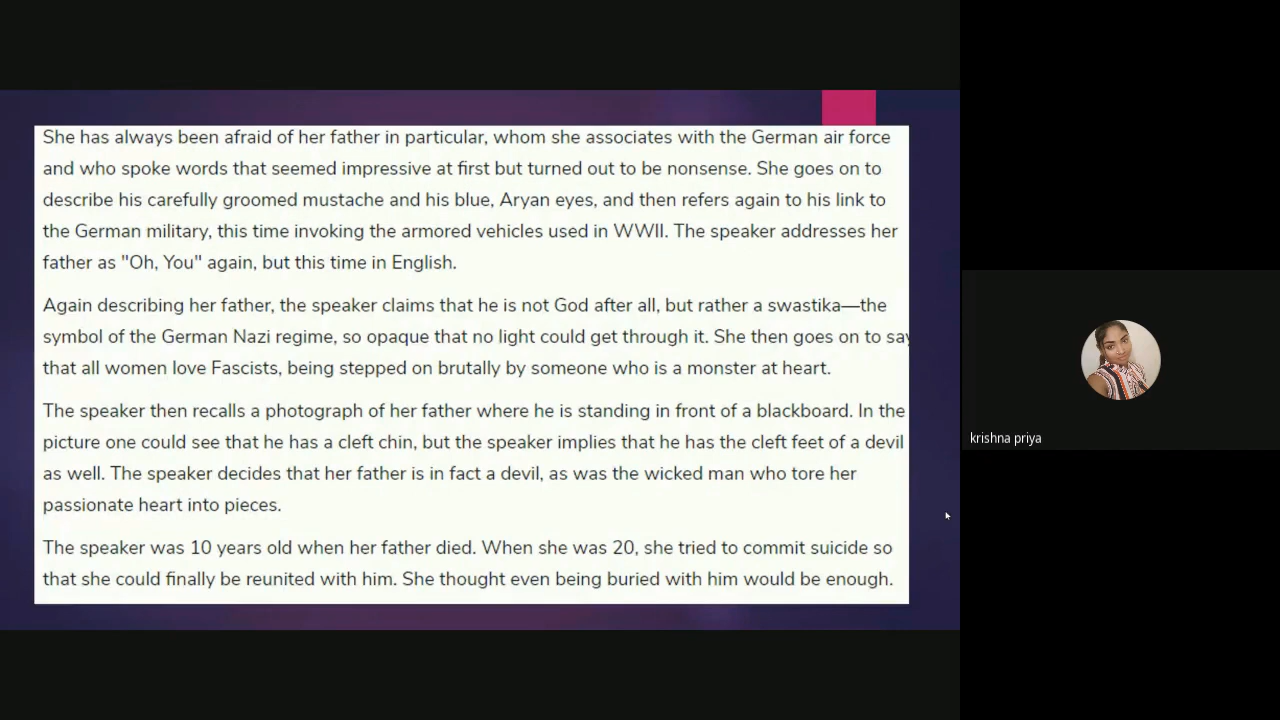 She has always been afraid of her father in particular, whom she associates with the German air force
and who spoke words that seemed impressive at first but turned out to be nonsense. She goes on to
describe his carefully groomed mustache and his blue, Aryan eyes, and then refers again to his link to
the German military, this time invoking the armored vehicles used in WWII. The speaker addresses her
father as "Oh, You" again, but this time in English.
Again describing her father, the speaker claims that he is not God after all, but rather a swastika—the
symbol of the German Nazi regime, so opaque that no light could get through it. She then goes on to say
that all women love Fascists, being stepped on brutally by someone who is a monster at heart.
The speaker then recalls a photograph of her father where he is standing in front of a blackboard. In the
picture one could see that he has a cleft chin, but the speaker implies that he has the cleft feet of a devil
as well. The speaker decides that her father is in fact a devil, as was the wicked man who tore her
passionate heart into pieces.
The speaker was 10 years old when her father died. When she was 20, she tried to commit suicide so
that she could finally be reunited with him. She thought even being buried with him would be enough.
krishna priya